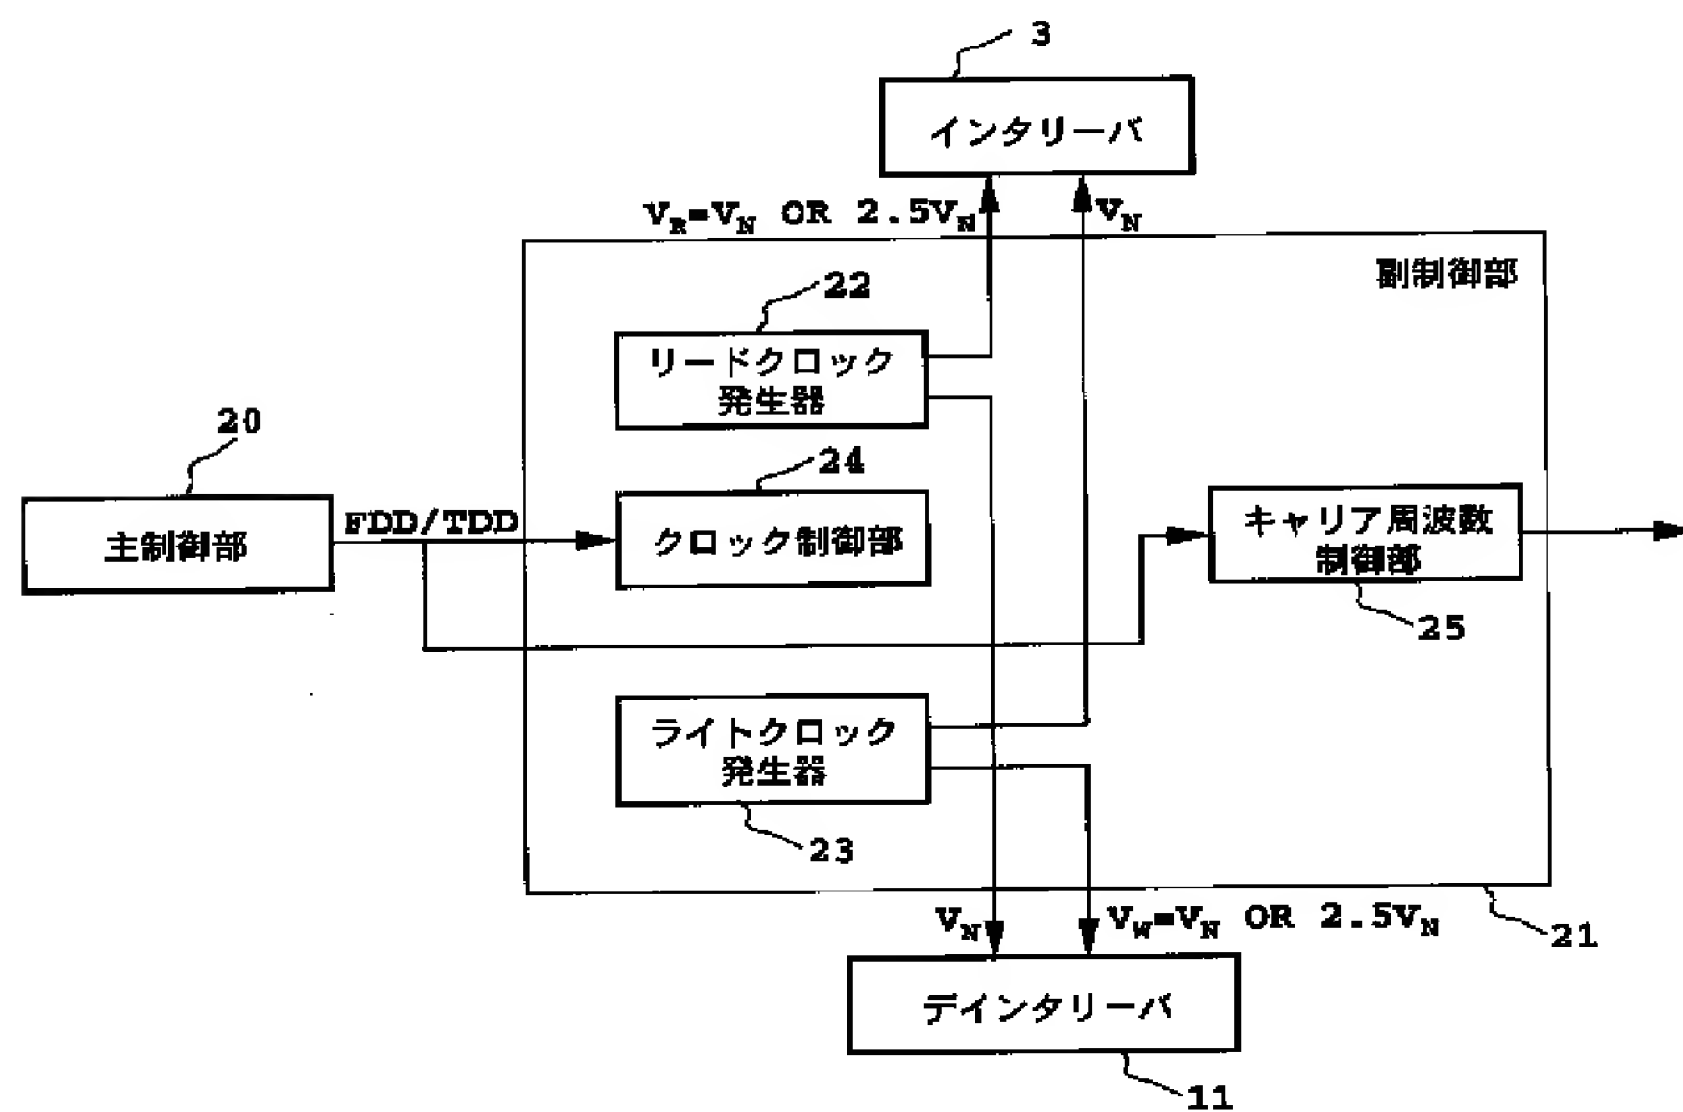 3
インタリーバ
VR=VN OR 2.5VN
VN
副制御部
22
リードクロック
発生器
20
24
主制御部
FDD/TDD
クロック制御部
キャリア周波数
制御部
25
ライトクロック
発生器
23
VN
VW=VN OR 2.5VN
21
デインタリーバ
11